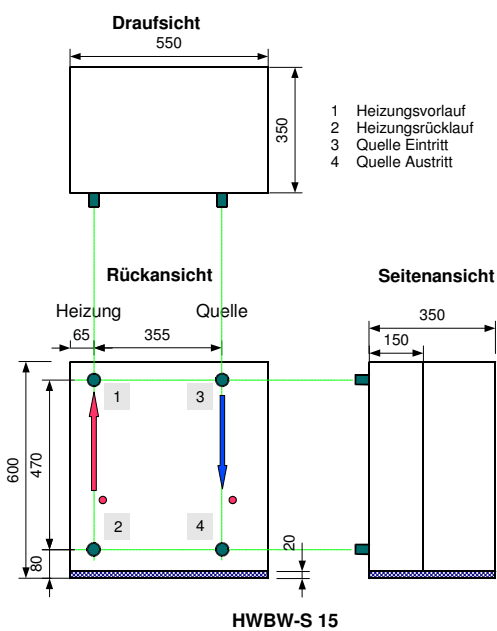 Draufsicht
550
350
1 Heizungsvorlauf
2 Heizungsrücklauf
3 Quelle Eintritt
4 Quelle Austritt
Rückansicht
Seitenansicht
Heizung
Quelle
65
355
350
150
1
3
600
470
2
4
80
20
HWBW-S 15